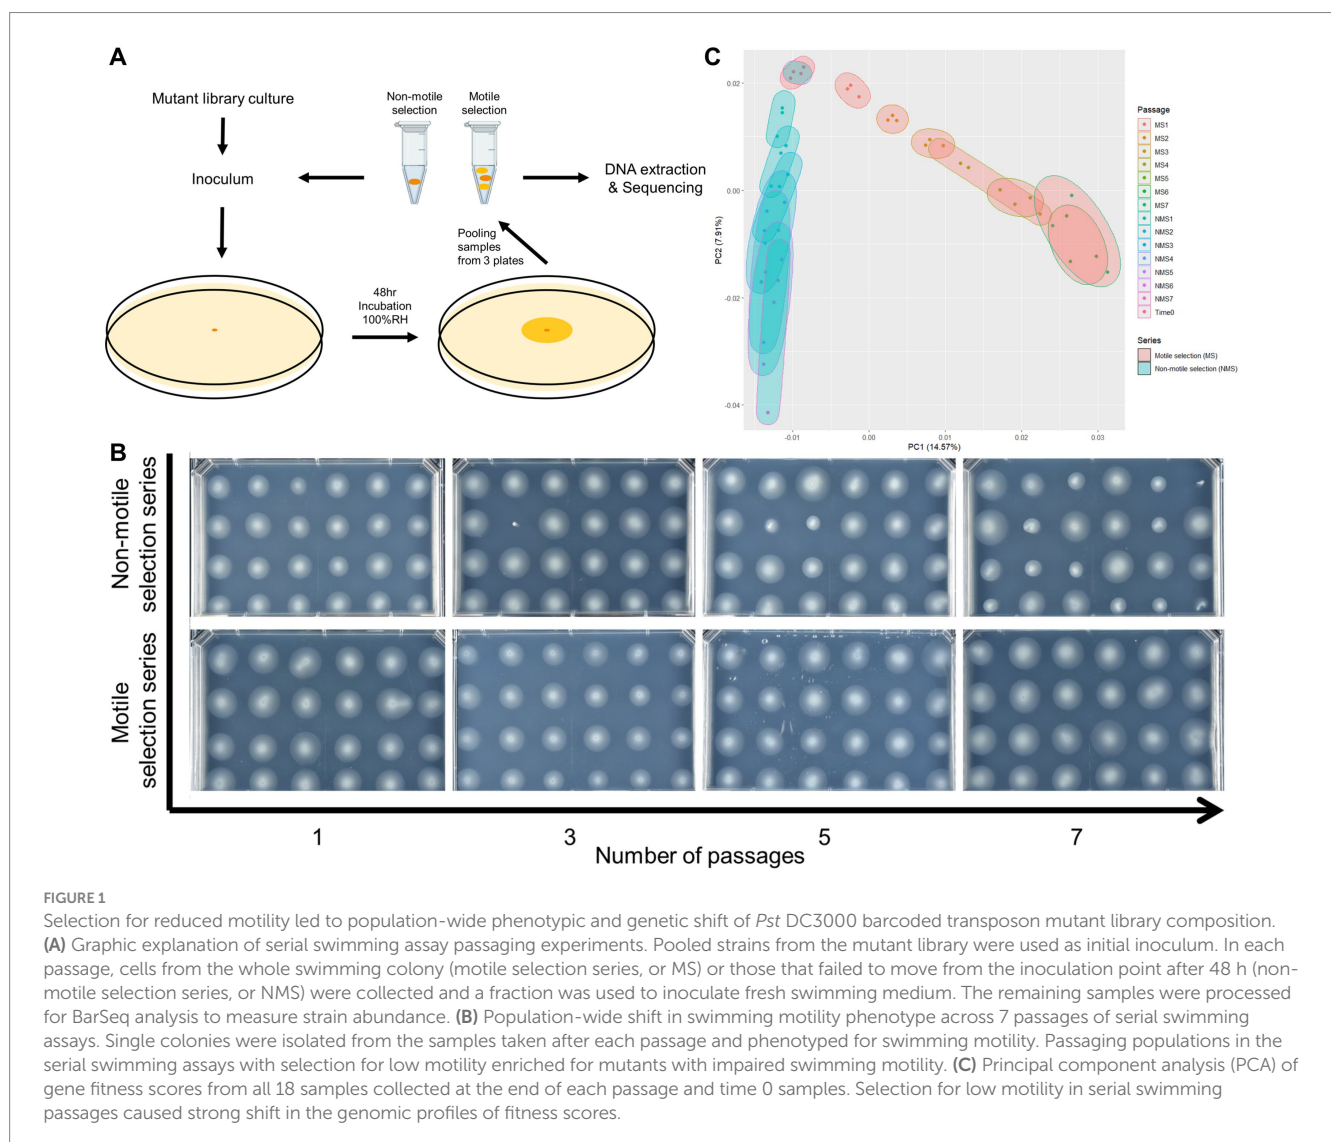 A
Mutant library culture
Inoculum
Non-motile
selection
Motile
selection
DNA extraction
& Sequencing
Pooling
samples
from 3 plates
48hr
Incubation
100%RH
C
0.02
0.00
-0.02
-0.04
PC2 (7.91%)
-0.01
0.00
0.01
0.02
0.03
PC1 (14.57%)
Passage
MS1
MS2
MS3
MS4
MS5
MS6
MS7
NMS1
NMS2
NMS3
NMS4
NMS5
NMS6
NMS7
Time0
Series
Motile selection (MS)
Non-motile selection (NMS)
B
Non-motile
selection series
Motile
selection series
1
3
5
7
Number of passages
FIGURE 1
Selection for reduced motility led to population-wide phenotypic and genetic shift of Pst DC3000 barcoded transposon mutant library composition.
(A) Graphic explanation of serial swimming assay passaging experiments. Pooled strains from the mutant library were used as initial inoculum. In each
passage, cells from the whole swimming colony (motile selection series, or MS) or those that failed to move from the inoculation point after 48 h (non-
motile selection series, or NMS) were collected and a fraction was used to inoculate fresh swimming medium. The remaining samples were processed
for BarSeq analysis to measure strain abundance. (B) Population-wide shift in swimming motility phenotype across 7 passages of serial swimming
assays. Single colonies were isolated from the samples taken after each passage and phenotyped for swimming motility. Passaging populations in the
serial swimming assays with selection for low motility enriched for mutants with impaired swimming motility. (C) Principal component analysis (PCA) of
gene fitness scores from all 18 samples collected at the end of each passage and time 0 samples. Selection for low motility in serial swimming
passages caused strong shift in the genomic profiles of fitness scores.